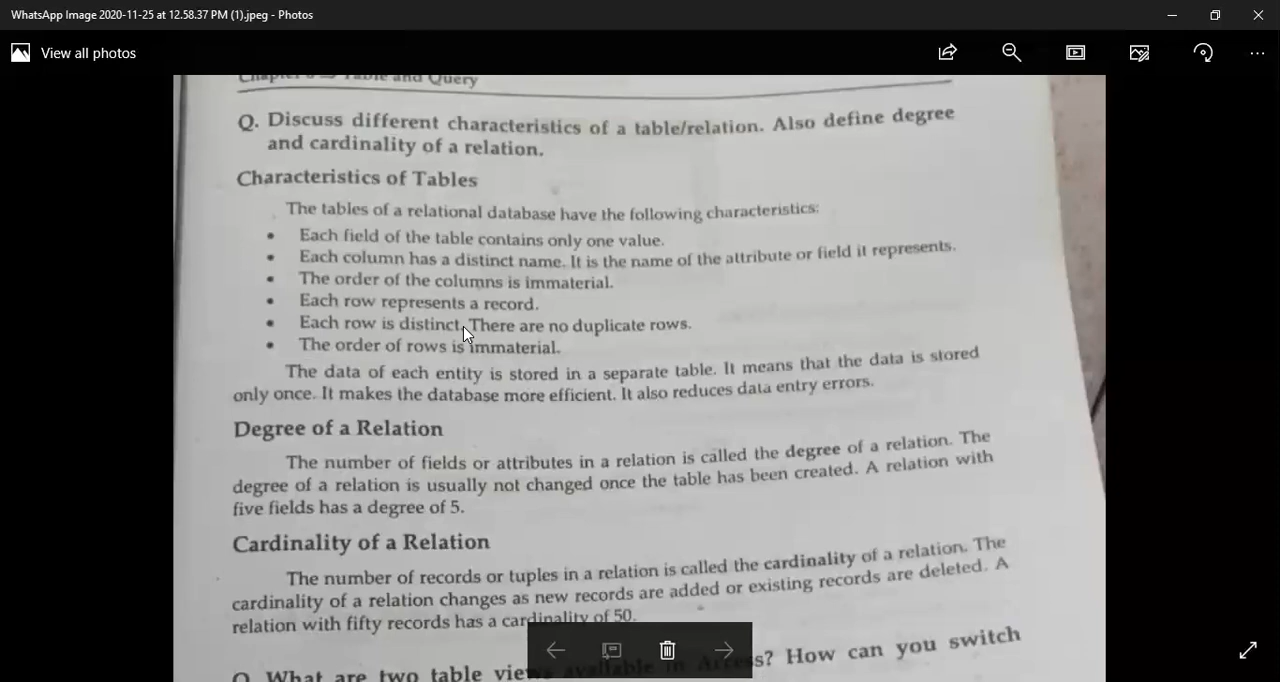 WhatsApp Image 2020-11-25 at 12.58.37 PM (1).jpeg - Photos
View all photos
Table and Query
Q. Discuss different characteristics of a table/relation. Also define degree
and cardinality of a relation.
Characteristics of Tables
The tables of a relational database have the following characteristics:
• Each field of the table contains only one value.
• Each column has a distinct name. It is the name of the attribute or field it represents.
• The order of the columns is immaterial.
• Each row represents a record.
• Each row is distinct. There are no duplicate rows.
• The order of rows is immaterial.
The data of each entity is stored in a separate table. It means that the data is stored
only once. It makes the database more efficient. It also reduces data entry errors.
Degree of a Relation
The number of fields or attributes in a relation is called the degree of a relation. The
degree of a relation is usually not changed once the table has been created. A relation with
five fields has a degree of 5.
Cardinality of a Relation
The number of records or tuples in a relation is called the cardinality of a relation. The
cardinality of a relation changes as new records are added or existing records are deleted. A
relation with fifty records has a cardinality of 50.
Q. What are two table views available in Access? How can you switch